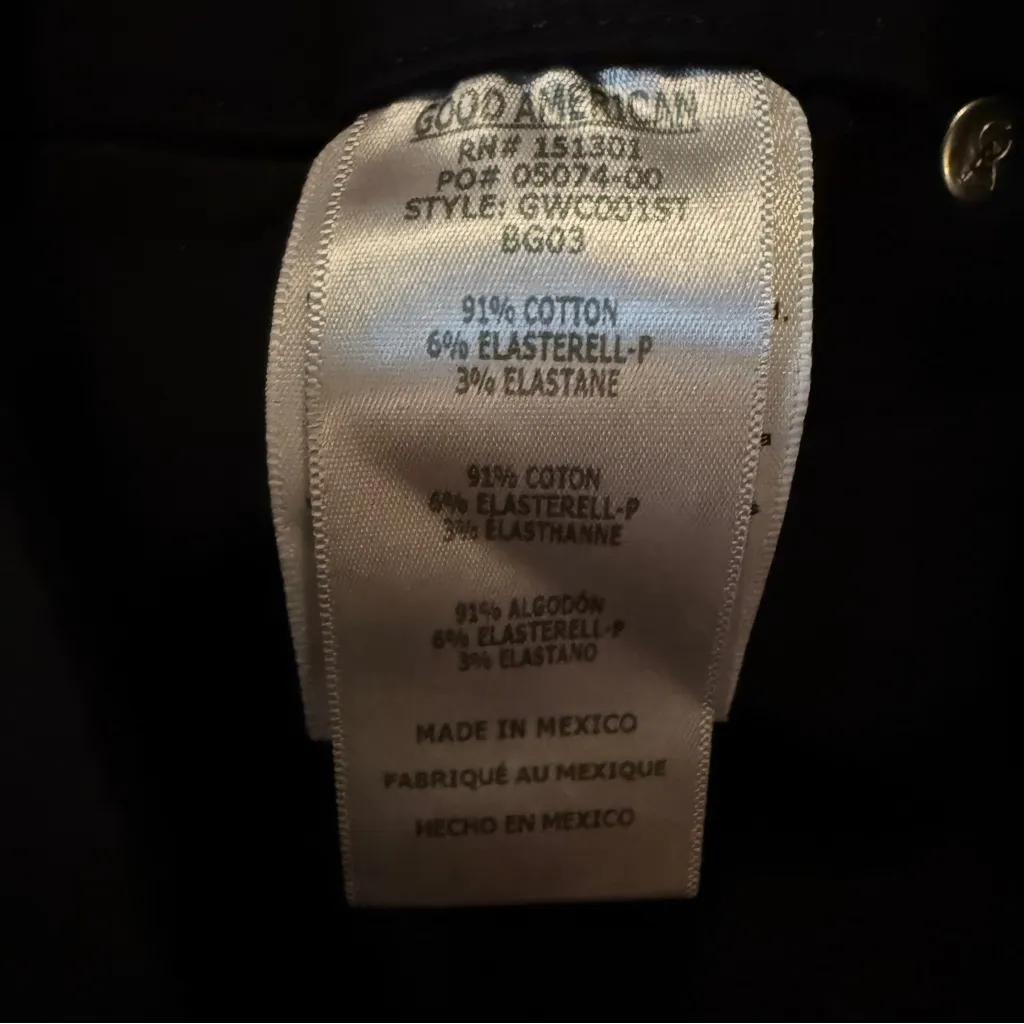 GOOD AMERICAN
RN# 151301
PO# 05074-00
STYLE: GWC001ST
BG03
91% COTTON
6% ELASTERELL-P
3% ELASTANE
91% COTON
6% ELASTERELL-P
3% ELASTHANNE
91% ALGODÓN
6% ELASTERELL-P
3% ELASTANO
MADE IN MEXICO
FABRIQUÉ AU MEXIQUE
HECHO EN MEXICO